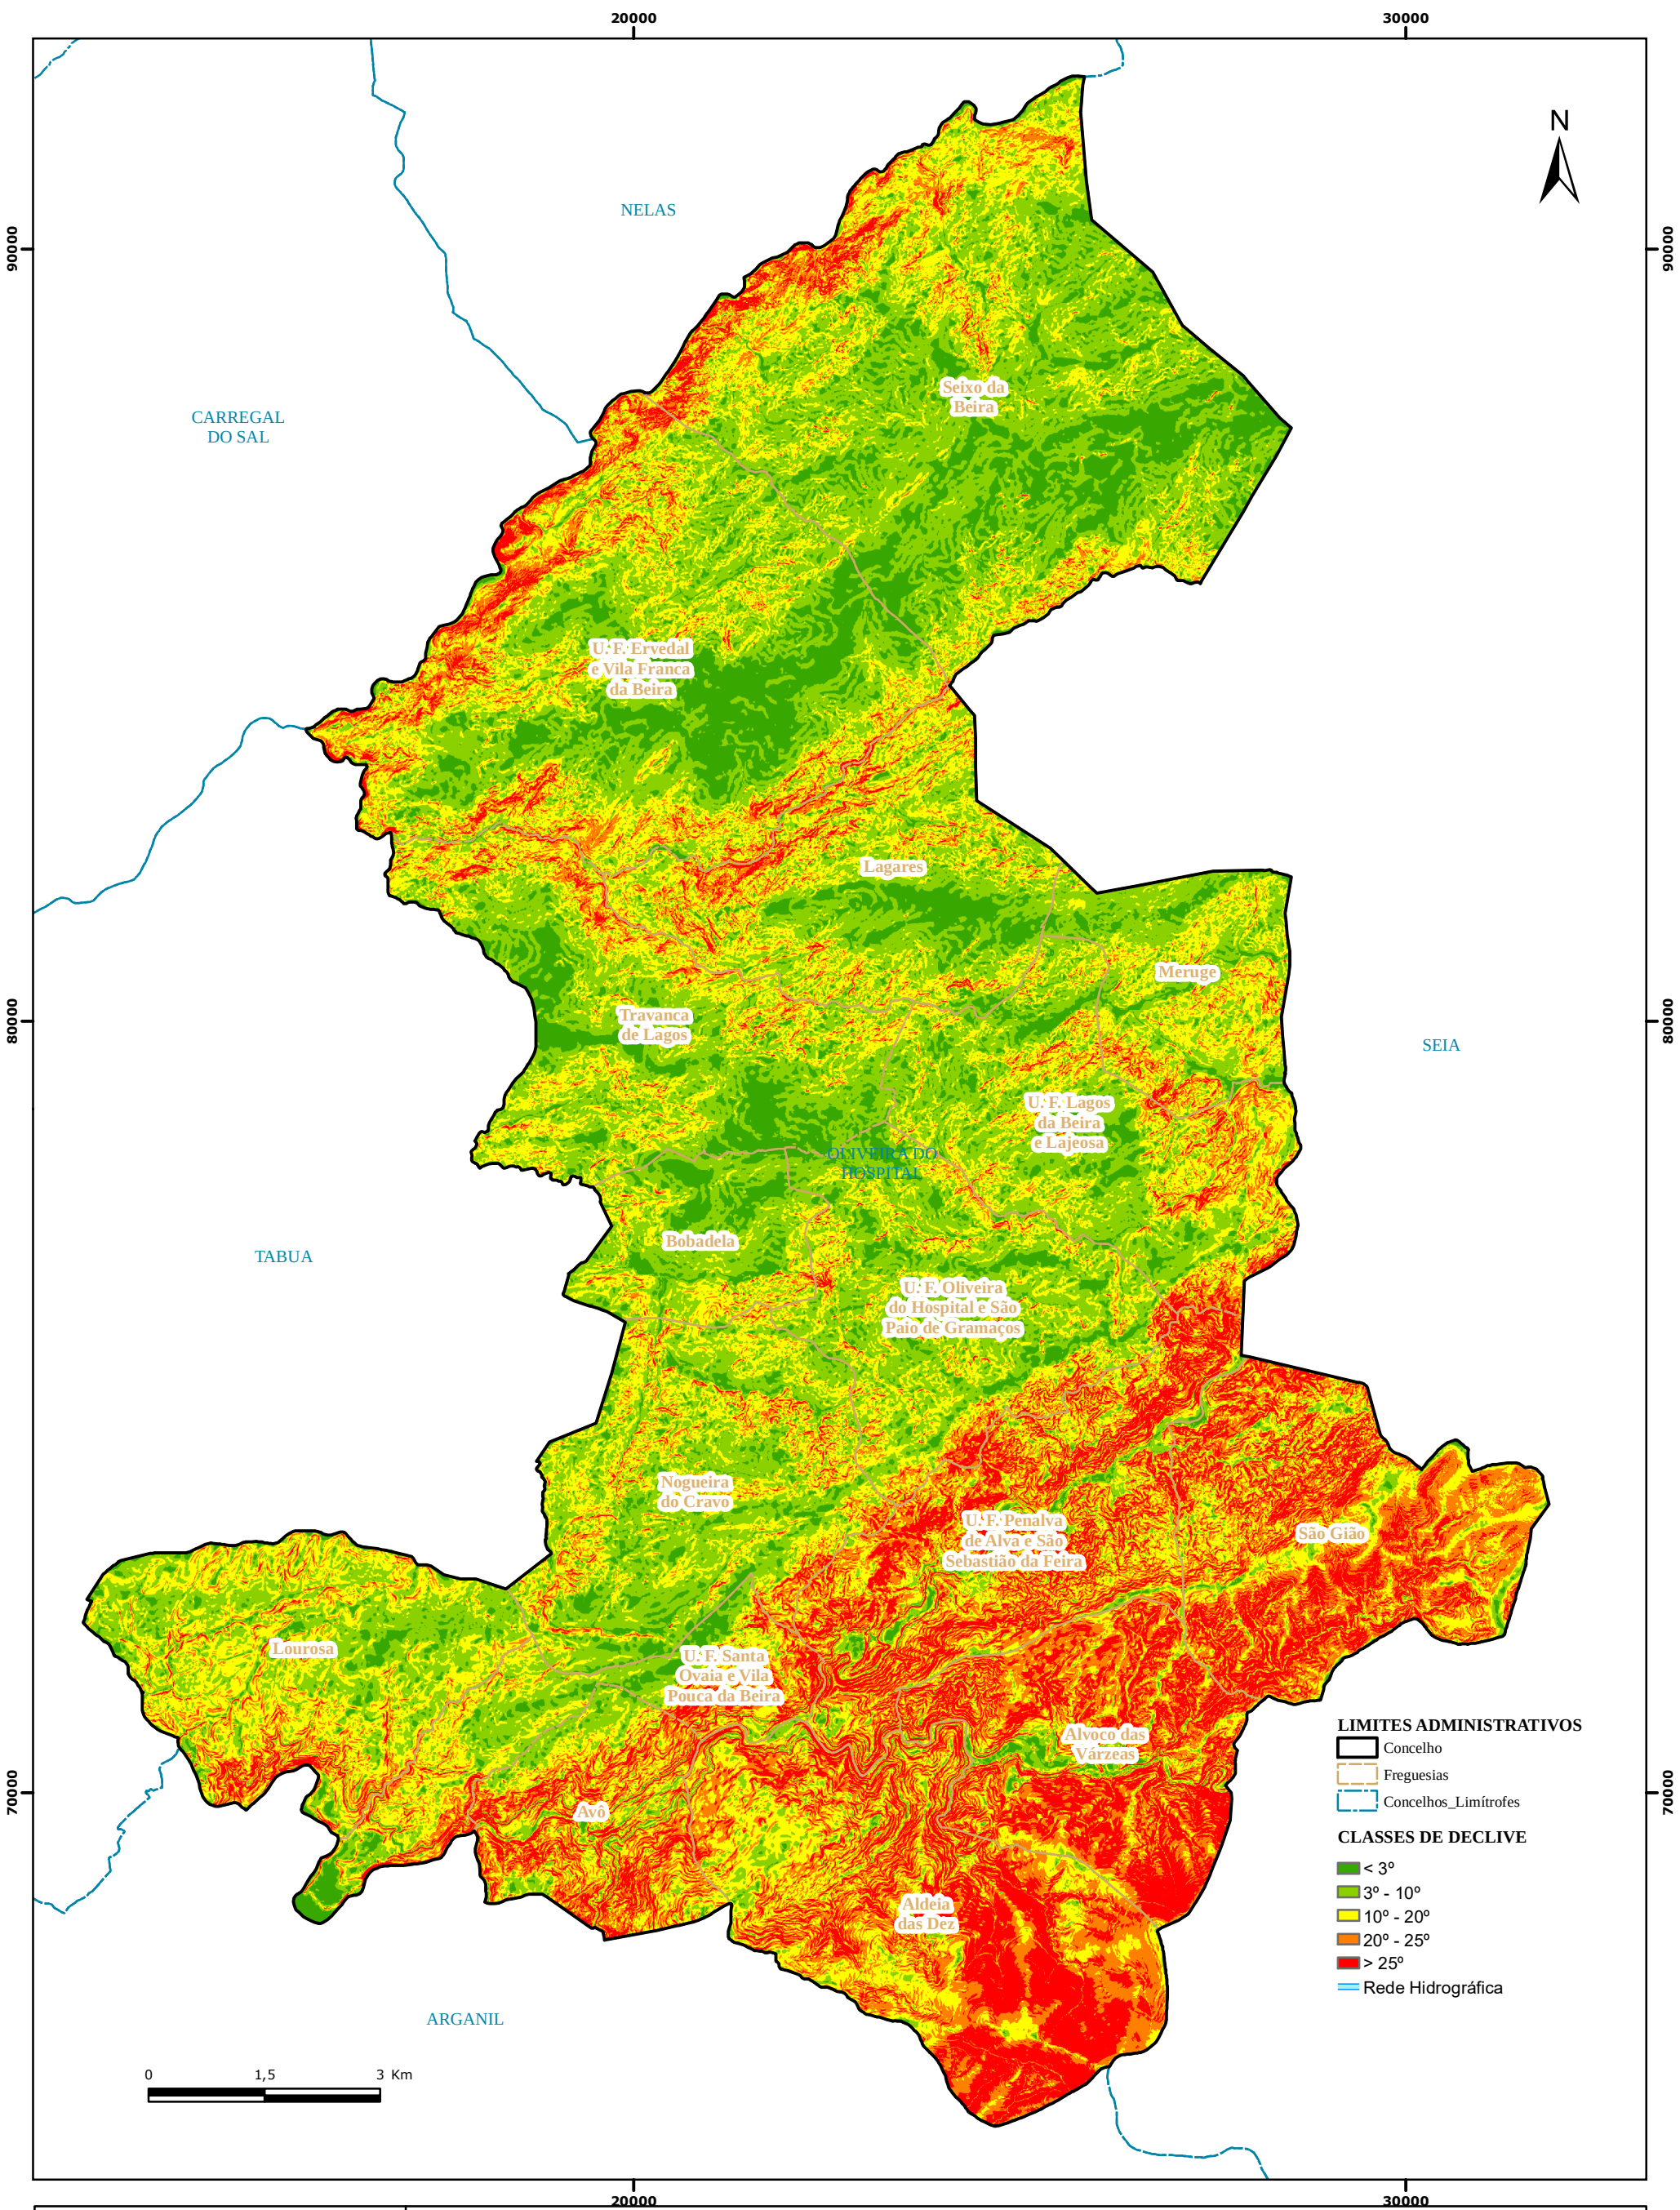 20000
30000
N
NELAS
90000
90000
CARREGAL
DO SAL
Seixo da
Beira
U. F. Ervedal
e Vila Franca
da Beira
Lagares
Meruge
Travanca
de Lagos
80000
80000
SEIA
U. F. Lagos
da Beira
e Lajeosa
OLIVEIRA DO
HOSPITAL
Bobadela
TABUA
U. F. Oliveira
do Hospital e São
Paio de Gramaços
Nogueira
do Cravo
U. F. Penalva
de Alva e São
Sebastião da Feira
São Gião
Lourosa
U. F. Santa
Ovaia e Vila
Pouca da Beira
Alvoco das
Várzeas
70000
70000
Avô
Aldeia
das Dez
ARGANIL
LIMITES ADMINISTRATIVOS
Concelho
Freguesias
Concelhos_Limítrofes
CLASSES DE DECLIVE
< 3º
3º - 10º
10º - 20º
20º - 25º
> 25º
Rede Hidrográfica
0 1,5 3 Km
20000
30000